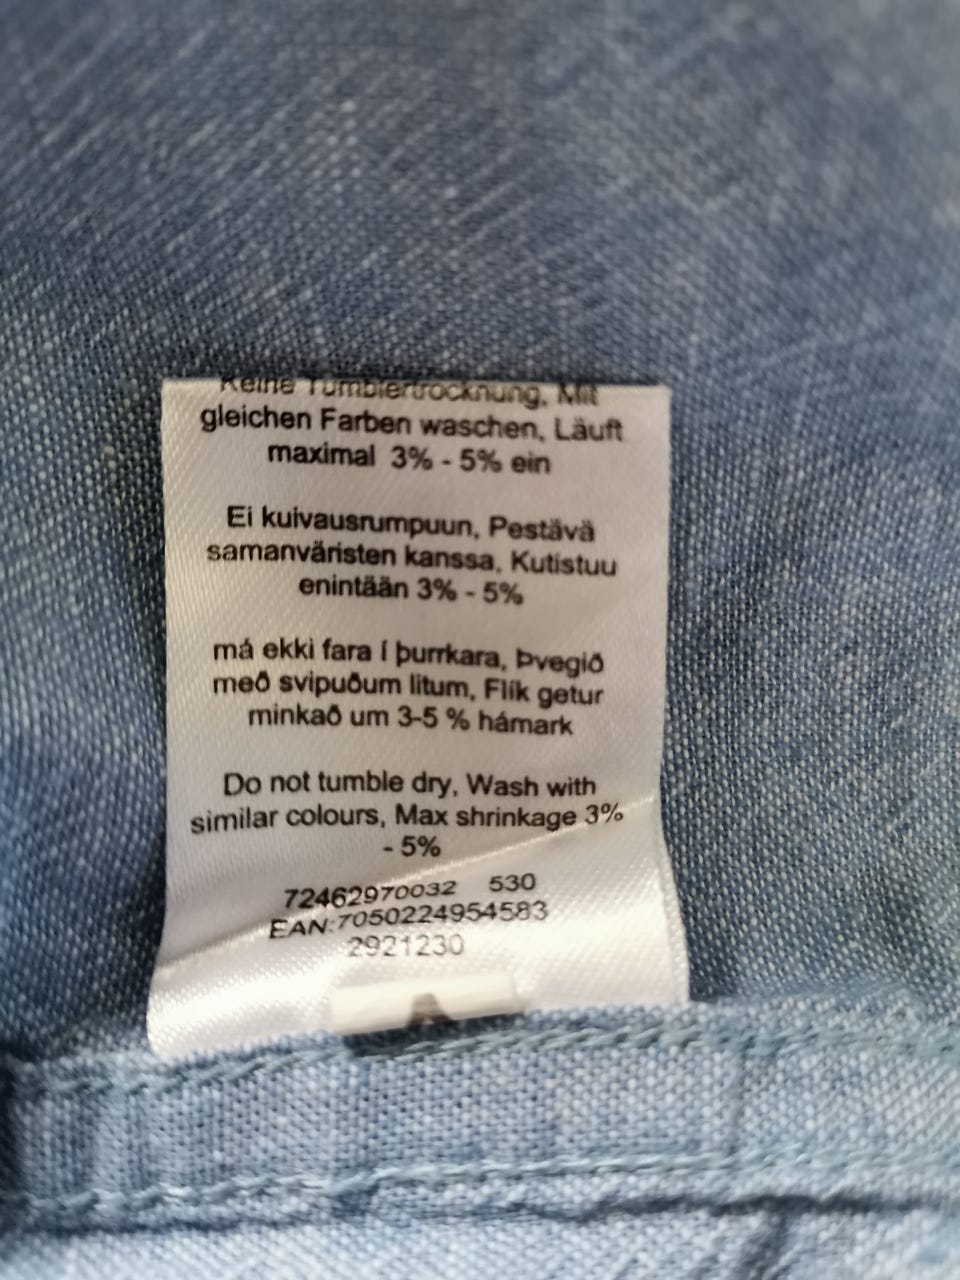 Keine Tumblertrocknung, Mit
gleichen Farben waschen, Läuft
maximal 3% - 5% ein
Ei kuivausrumpuun, Pestävä
samanväristen kanssa, Kutistuu
enintään 3% - 5%
má ekki fara í þurrkara, Þvegið
með svipuðum litum, Flík getur
minkað um 3-5 % hámark
Do not tumble dry, Wash with
similar colours, Max shrinkage 3%
- 5%
72462970032 530
EAN:7050224954583
2921230